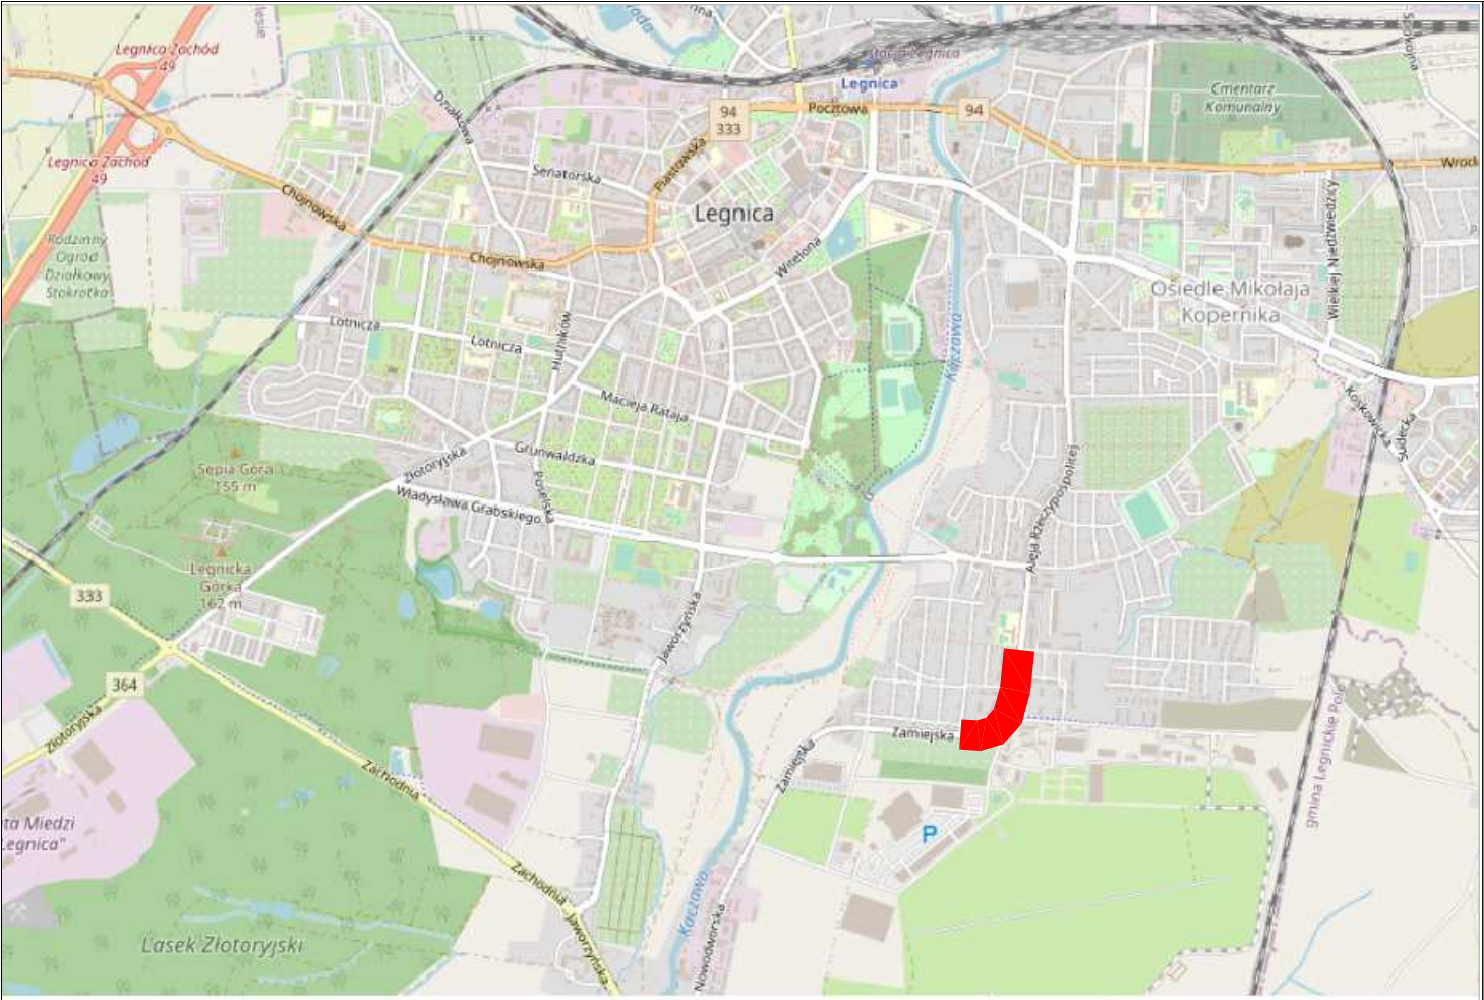 Legnica Zachód
49
94
333
Pocztowa
Stacja Legnica
Legnica
94
Cmentarz
Komunalny
Działkowa
Piastowska
Senatorska
Legnica Zachód
49
Chojnowska
Legnica
Witelona
Chojnowska
Rodzinny
Ogród
Działkowy
Stokrotka
Osiedle Mikołaja
Kopernika
Wielkiej Niedźwiedzicy
Lotnicza
Lotnicza
Hutników
Kaczawa
Macieja Rataja
Koskowicka
Grunwaldzka
Złotoryjska
Sępia Góra
155 m
Poselska
Władysława Grabskiego
Aleja Rzeczypospolitej
Legnicka
Górka
162 m
333
Jaworzyńska
364
Złotoryjska
Zamiejska
Zamiejska
Zachodnia
gmina Legnickie Pole
P
ta Miedzi
Legnica"
Zachodnia
Jaworzyńska
Kaczawa
Nowodworska
Lasek Złotoryjski